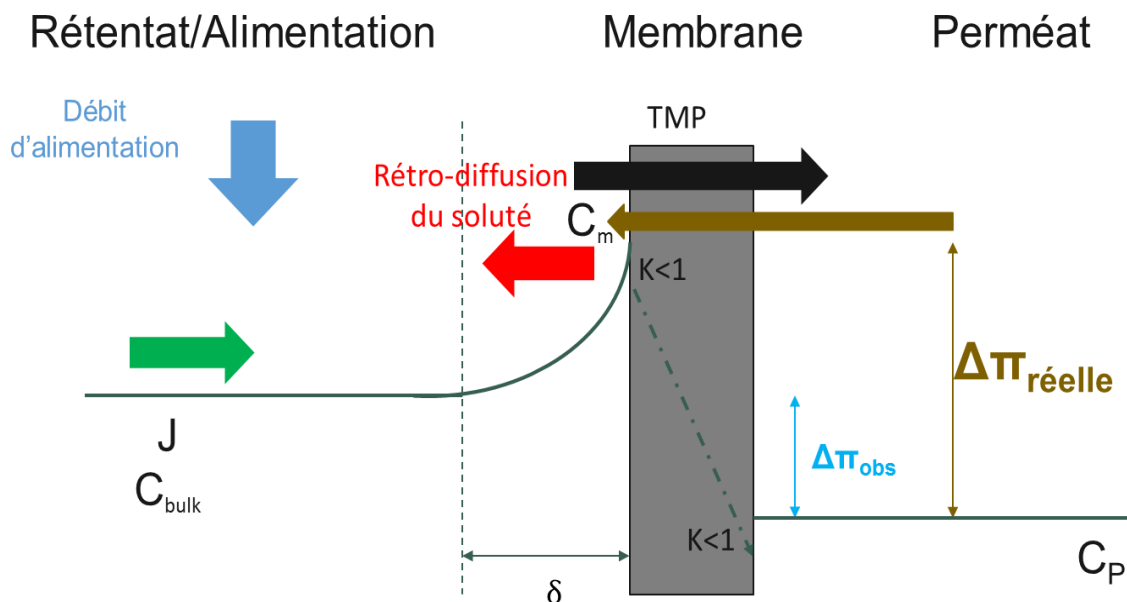 Rétentat/Alimentation
Membrane
Perméat
Débit
d'alimentation
TMP
Rétro-diffusion
du soluté
Cm
K<1
Δπréelle
Δπobs
J
Cbulk
K<1
CP
δ